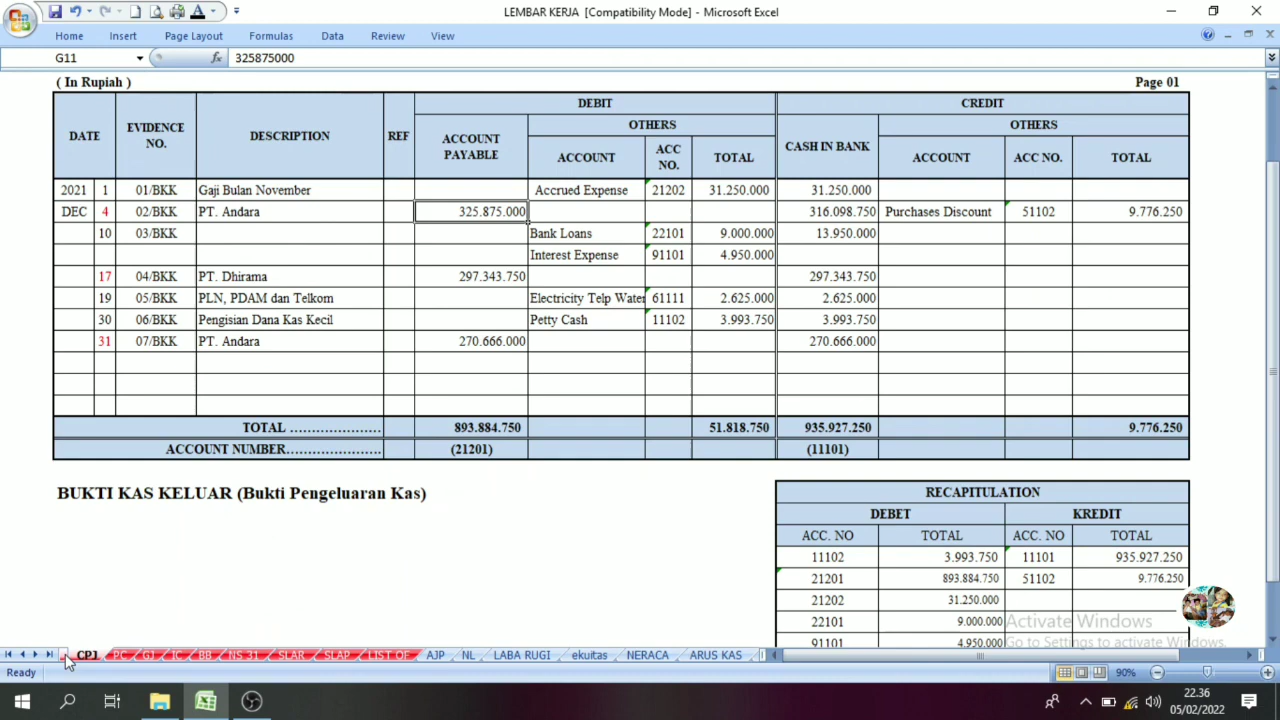 LEMBAR KERJA [Compatibility Mode] - Microsoft Excel
Home Insert Page Layout Formulas Data Review View
G11 fx 325875000
( In Rupiah ) Page 01
DATE EVIDENCE NO. DESCRIPTION REF DEBIT CREDIT
ACCOUNT PAYABLE OTHERS CASH IN BANK OTHERS
ACCOUNT ACC NO. TOTAL ACCOUNT ACC NO. TOTAL
2021 1 01/BKK Gaji Bulan November Accrued Expense 21202 31.250.000 31.250.000
DEC 4 02/BKK PT. Andara 325.875.000 316.098.750 Purchases Discount 51102 9.776.250
10 03/BKK Bank Loans 22101 9.000.000 13.950.000
Interest Expense 91101 4.950.000
17 04/BKK PT. Dhirama 297.343.750 297.343.750
19 05/BKK PLN, PDAM dan Telkom Electricity Telp Water 61111 2.625.000 2.625.000
30 06/BKK Pengisian Dana Kas Kecil Petty Cash 11102 3.993.750 3.993.750
31 07/BKK PT. Andara 270.666.000 270.666.000
TOTAL ..................... 893.884.750 51.818.750 935.927.250 9.776.250
ACCOUNT NUMBER...................... (21201) (11101)
BUKTI KAS KELUAR (Bukti Pengeluaran Kas)
RECAPITULATION
DEBET KREDIT
ACC. NO TOTAL ACC. NO TOTAL
11102 3.993.750 11101 935.927.250
21201 893.884.750 51102 9.776.250
21202 31.250.000
22101 9.000.000
91101 4.950.000
Activate Windows
Go to Settings to activate Windows.
CPJ PC GJ IC BB NS 31 SLAR SLAP LIST OF AJP NL LABA RUGI ekuitas NERACA ARUS KAS
Ready 90%
22.36
05/02/2022